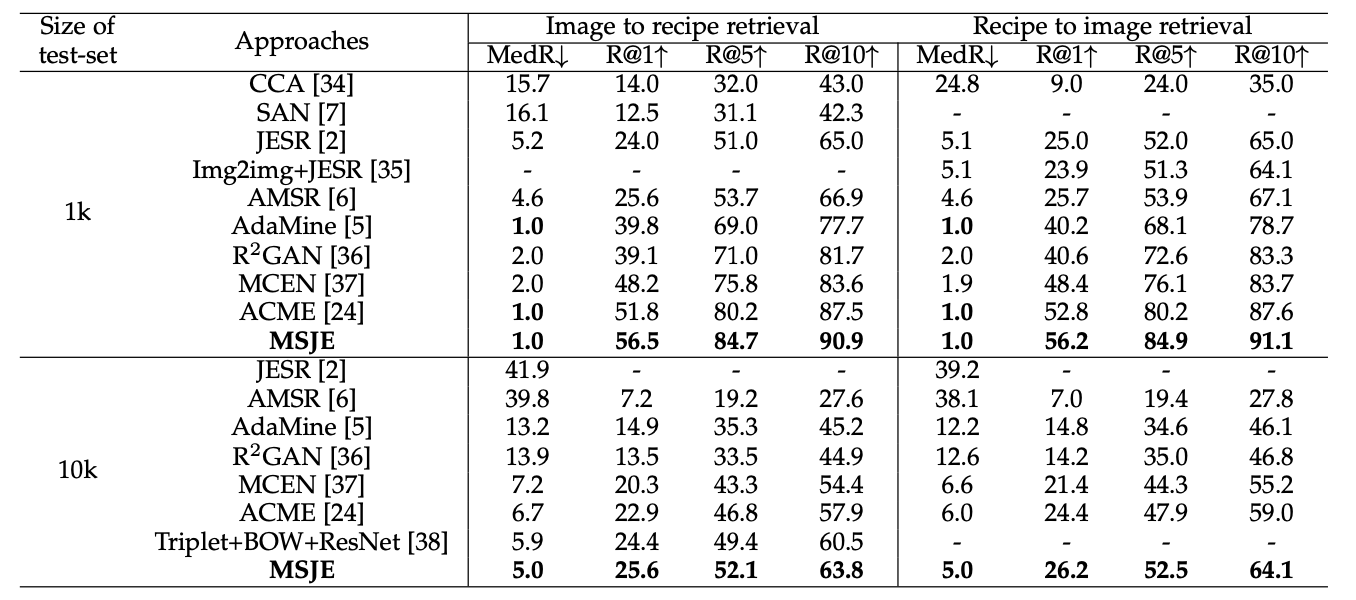 Size of test-set Approaches Image to recipe retrieval Recipe to image retrieval
MedR↓ R@1↑ R@5↑ R@10↑ MedR↓ R@1↑ R@5↑ R@10↑
CCA [34] 15.7 14.0 32.0 43.0 24.8 9.0 24.0 35.0
SAN [7] 16.1 12.5 31.1 42.3 - - - -
JESR [2] 5.2 24.0 51.0 65.0 5.1 25.0 52.0 65.0
Img2img+JESR [35] - - - - 5.1 23.9 51.3 64.1
AMSR [6] 4.6 25.6 53.7 66.9 4.6 25.7 53.9 67.1
1k AdaMine [5] 1.0 39.8 69.0 77.7 1.0 40.2 68.1 78.7
R²GAN [36] 2.0 39.1 71.0 81.7 2.0 40.6 72.6 83.3
MCEN [37] 2.0 48.2 75.8 83.6 1.9 48.4 76.1 83.7
ACME [24] 1.0 51.8 80.2 87.5 1.0 52.8 80.2 87.6
MSJE 1.0 56.5 84.7 90.9 1.0 56.2 84.9 91.1
JESR [2] 41.9 - - - 39.2 - - -
AMSR [6] 39.8 7.2 19.2 27.6 38.1 7.0 19.4 27.8
AdaMine [5] 13.2 14.9 35.3 45.2 12.2 14.8 34.6 46.1
10k R²GAN [36] 13.9 13.5 33.5 44.9 12.6 14.2 35.0 46.8
MCEN [37] 7.2 20.3 43.3 54.4 6.6 21.4 44.3 55.2
ACME [24] 6.7 22.9 46.8 57.9 6.0 24.4 47.9 59.0
Triplet+BOW+ResNet [38] 5.9 24.4 49.4 60.5 - - - -
MSJE 5.0 25.6 52.1 63.8 5.0 26.2 52.5 64.1